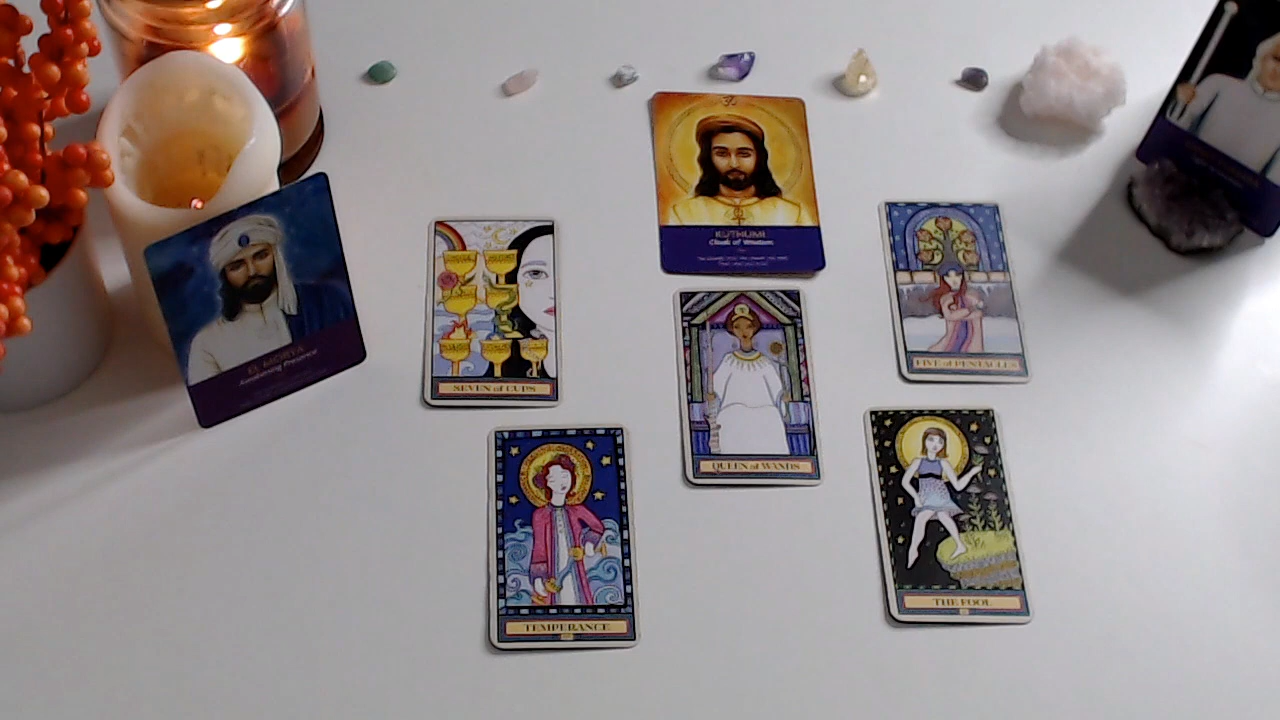 EL MORYA
Awakening Presence
SEVEN of CUPS
KUTHUMI
Cloak of Wisdom
FIVE of PENTACLES
QUEEN of WANDS
TEMPERANCE
THE FOOL